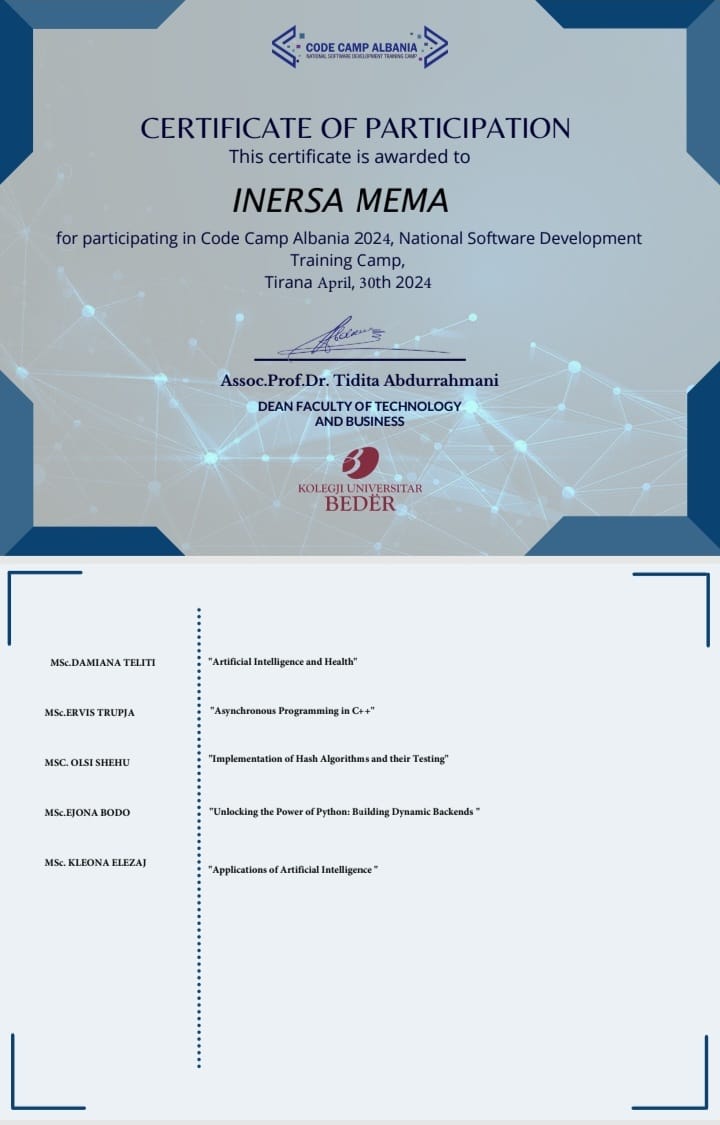 CODE CAMP ALBANIA
NATIONAL SOFTWARE DEVELOPMENT TRAINING CAMP
CERTIFICATE OF PARTICIPATION
This certificate is awarded to
INERSA MEMA
for participating in Code Camp Albania 2024, National Software Development
Training Camp,
Tirana April, 30th 2024
Assoc.Prof.Dr. Tidita Abdurrahmani
DEAN FACULTY OF TECHNOLOGY
AND BUSINESS
KOLEGJI UNIVERSITAR
BEDËR
MSc.DAMIANA TELITI "Artificial Intelligence and Health"
MSc.ERVIS TRUPJA "Asynchronous Programming in C++"
MSC. OLSI SHEHU "Implementation of Hash Algorithms and their Testing"
MSc.EJONA BODO "Unlocking the Power of Python: Building Dynamic Backends "
MSc. KLEONA ELEZAJ "Applications of Artificial Intelligence "